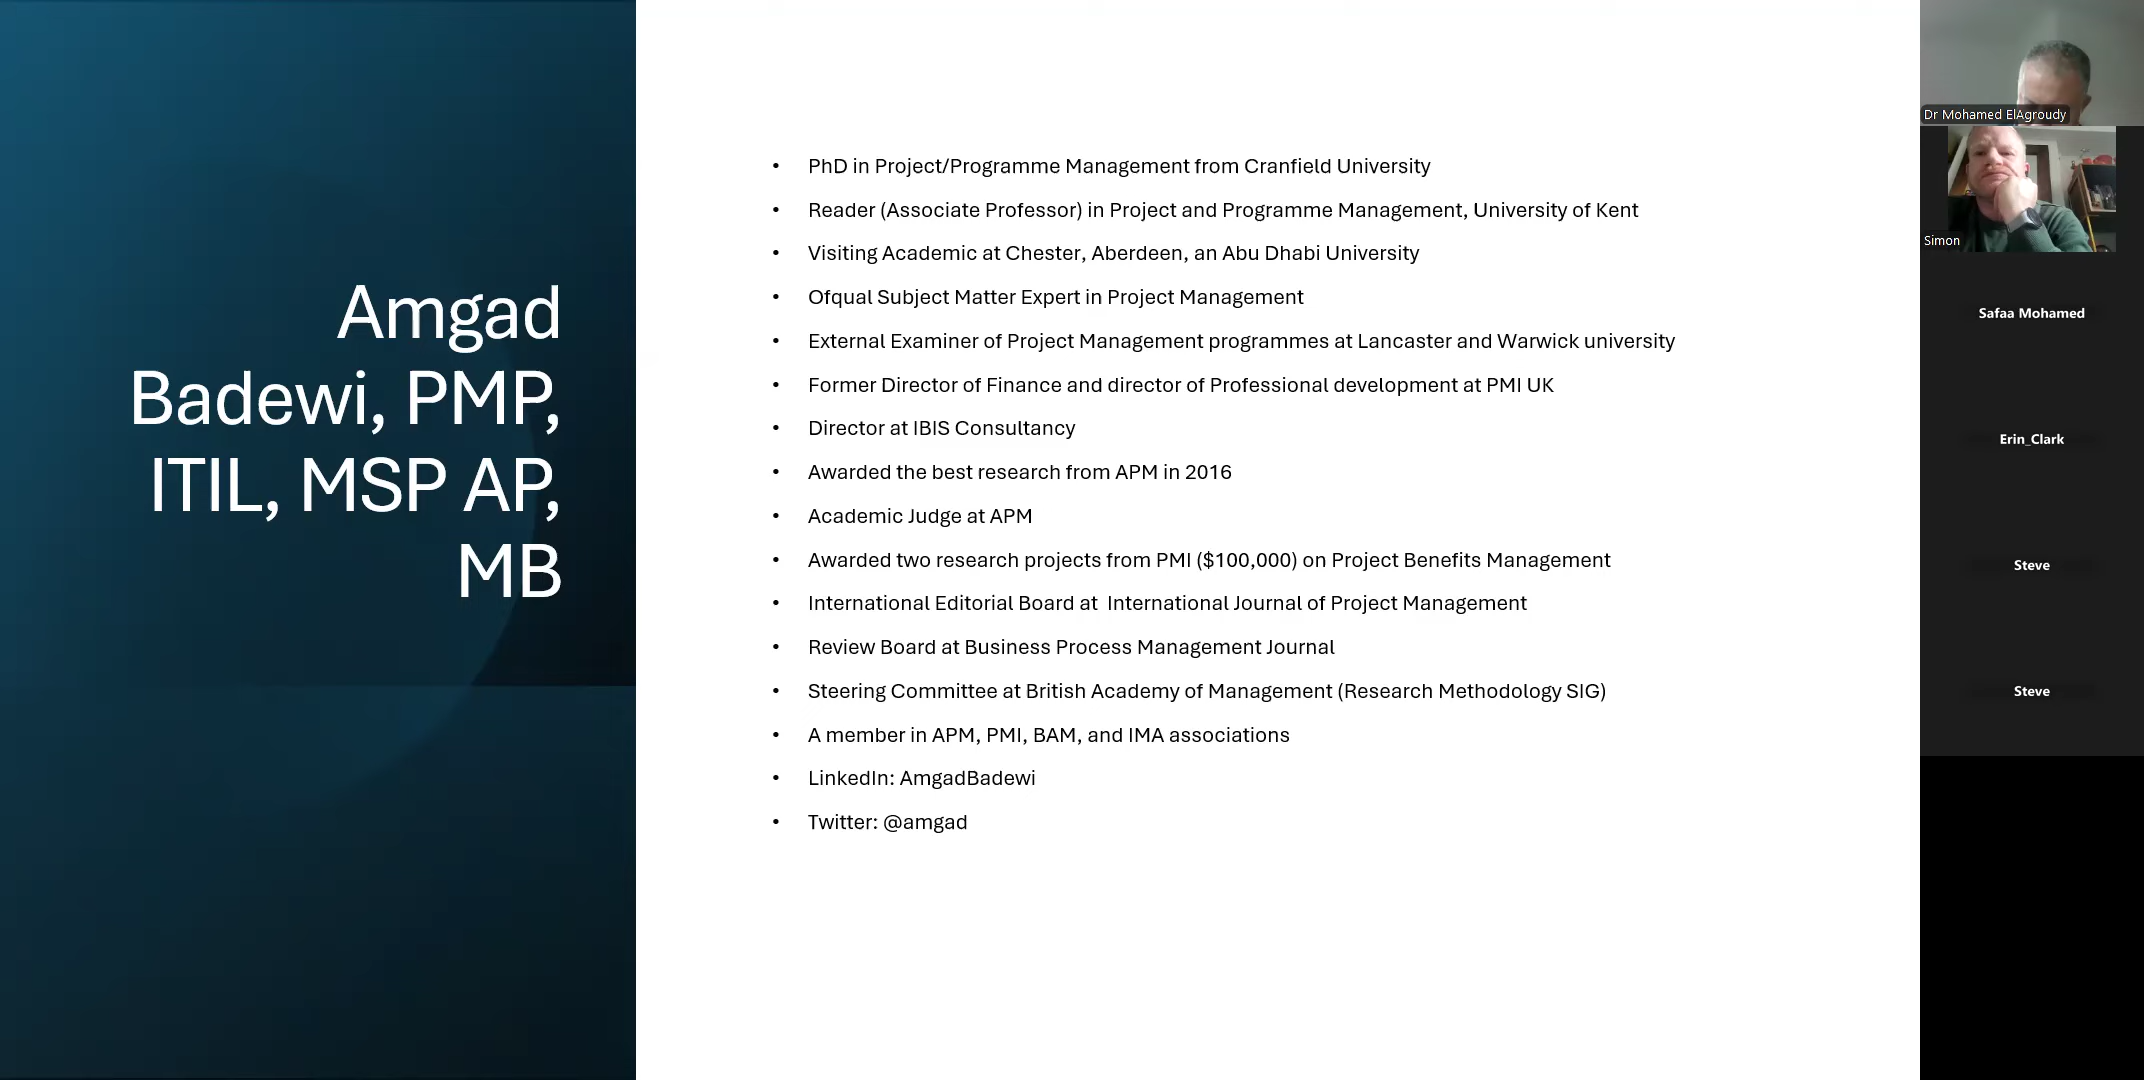 Amgad
Badewi, PMP,
ITIL, MSP AP,
MB
• PhD in Project/Programme Management from Cranfield University
• Reader (Associate Professor) in Project and Programme Management, University of Kent
• Visiting Academic at Chester, Aberdeen, an Abu Dhabi University
• Ofqual Subject Matter Expert in Project Management
• External Examiner of Project Management programmes at Lancaster and Warwick university
• Former Director of Finance and director of Professional development at PMI UK
• Director at IBIS Consultancy
• Awarded the best research from APM in 2016
• Academic Judge at APM
• Awarded two research projects from PMI ($100,000) on Project Benefits Management
• International Editorial Board at  International Journal of Project Management
• Review Board at Business Process Management Journal
• Steering Committee at British Academy of Management (Research Methodology SIG)
• A member in APM, PMI, BAM, and IMA associations
• LinkedIn: AmgadBadewi
• Twitter: @amgad
Dr Mohamed ElAgroudy
Simon
Safaa Mohamed
Erin_Clark
Steve
Steve